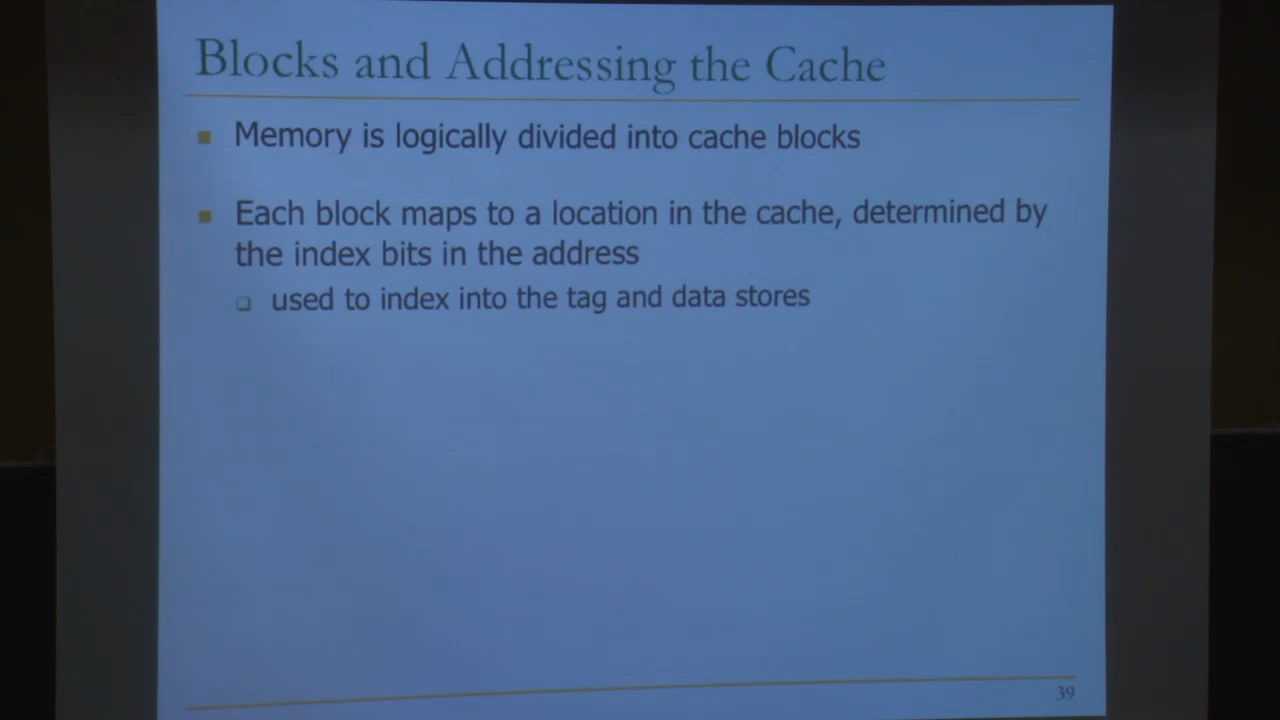 Blocks and Addressing the Cache
Memory is logically divided into cache blocks
Each block maps to a location in the cache, determined by
the index bits in the address
used to index into the tag and data stores
39